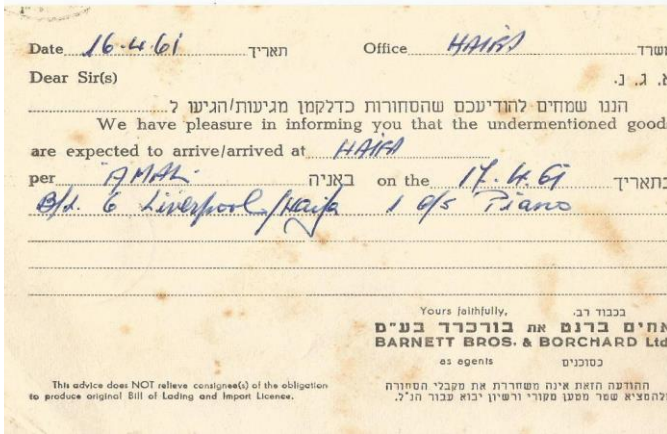 Date 16.4.61 תאריך Office HAIFA משרד
Dear Sir(s) א. ג. נ.
הננו שמחים להודיעכם שהסחורות כדלקמן מגיעות/הגיעו ל
We have pleasure in informing you that the undermentioned good
are expected to arrive/arrived at HAIFA
per AMAL באניה on the 17.4.61 בתאריך
B/L. 6 Liverpool/Haifa 1 c/s Piano
Yours faithfully, בכבוד רב.
אחים ברנט את בורכרד בע"מ
BARNETT BROS. & BORCHARD Ltd
as agents כסוכנים
This advice does NOT relieve consignee(s) of the obligation ההודעה הזאת אינה משחררת את מקבלי הסחורה
to produce original Bill of Lading and Import Licence. להמציא שטר מטען מקורי ורשיון יבוא עבור הנ"ל.